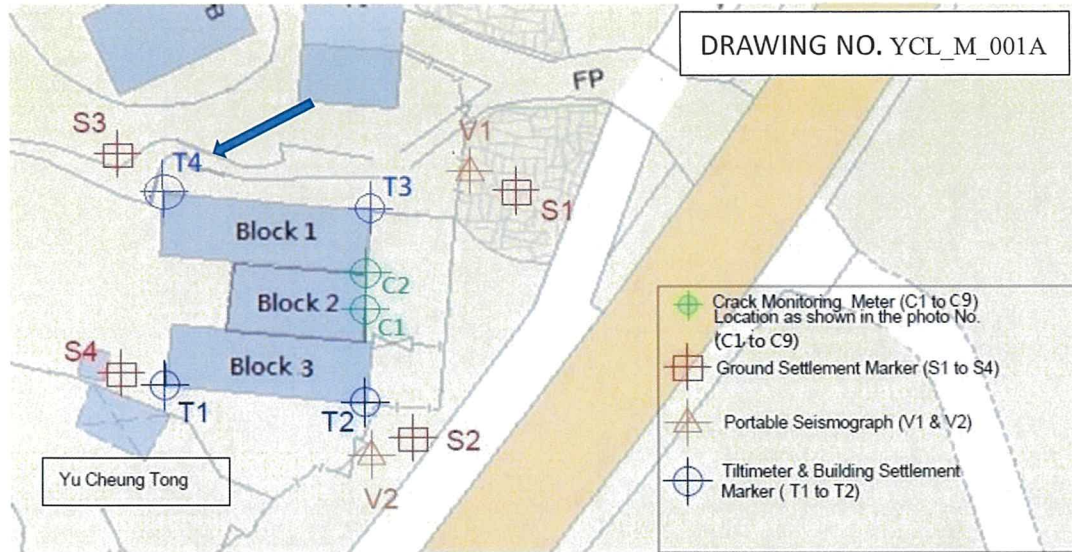 DRAWING NO. YCL_M_001A
FP
S3
V1
T4
T3
S1
Block 1
C2
Block 2
C1
S4
Block 3
T1
T2
S2
V2
Yu Cheung Tong
Crack Monitoring Meter (C1 to C9)
Location as shown in the photo No.
(C1 to C9)
Ground Settlement Marker (S1 to S4)
Portable Seismograph (V1 & V2)
Tiltimeter & Building Settlement
Marker ( T1 to T2)